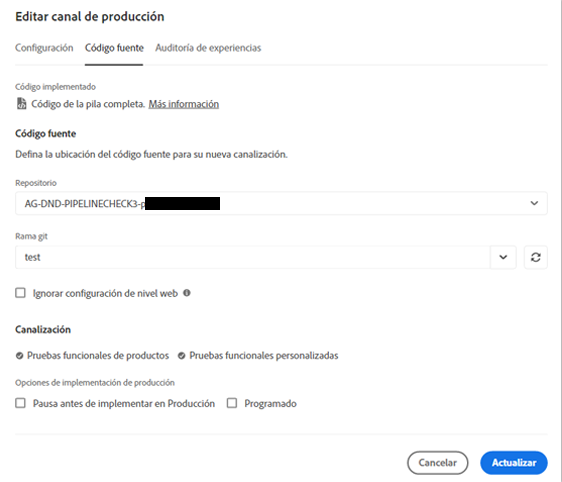 Editar canal de producción
Configuración Código fuente Auditoría de experiencias
Código implementado
Código de la pila completa. Más información
Código fuente
Defina la ubicación del código fuente para su nueva canalización.
Repositorio
AG-DND-PIPELINECHECK3-p
Rama git
test
Ignorar configuración de nivel web
Canalización
Pruebas funcionales de productos Pruebas funcionales personalizadas
Opciones de implementación de producción
Pausa antes de implementar en Producción Programado
Cancelar Actualizar